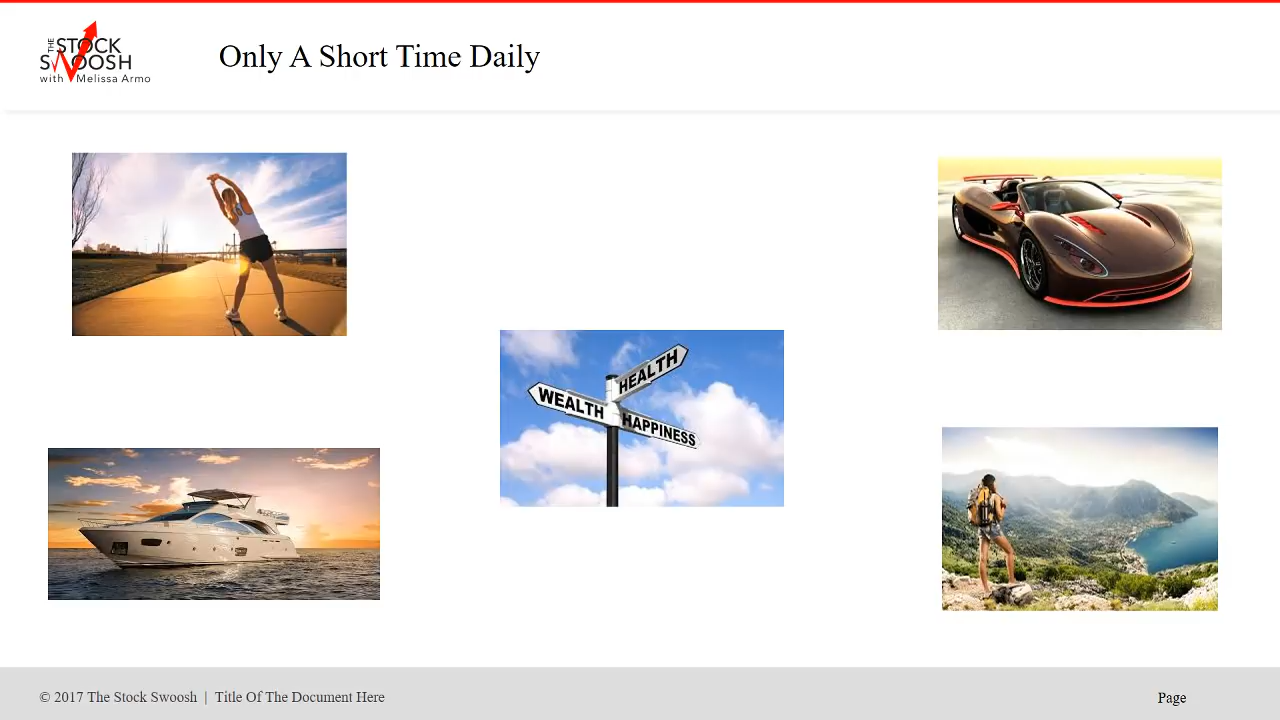 THE STOCK
SWOOSH
with Melissa Armo
Only A Short Time Daily
HEALTH
WEALTH
HAPPINESS
© 2017 The Stock Swoosh | Title Of The Document Here
Page